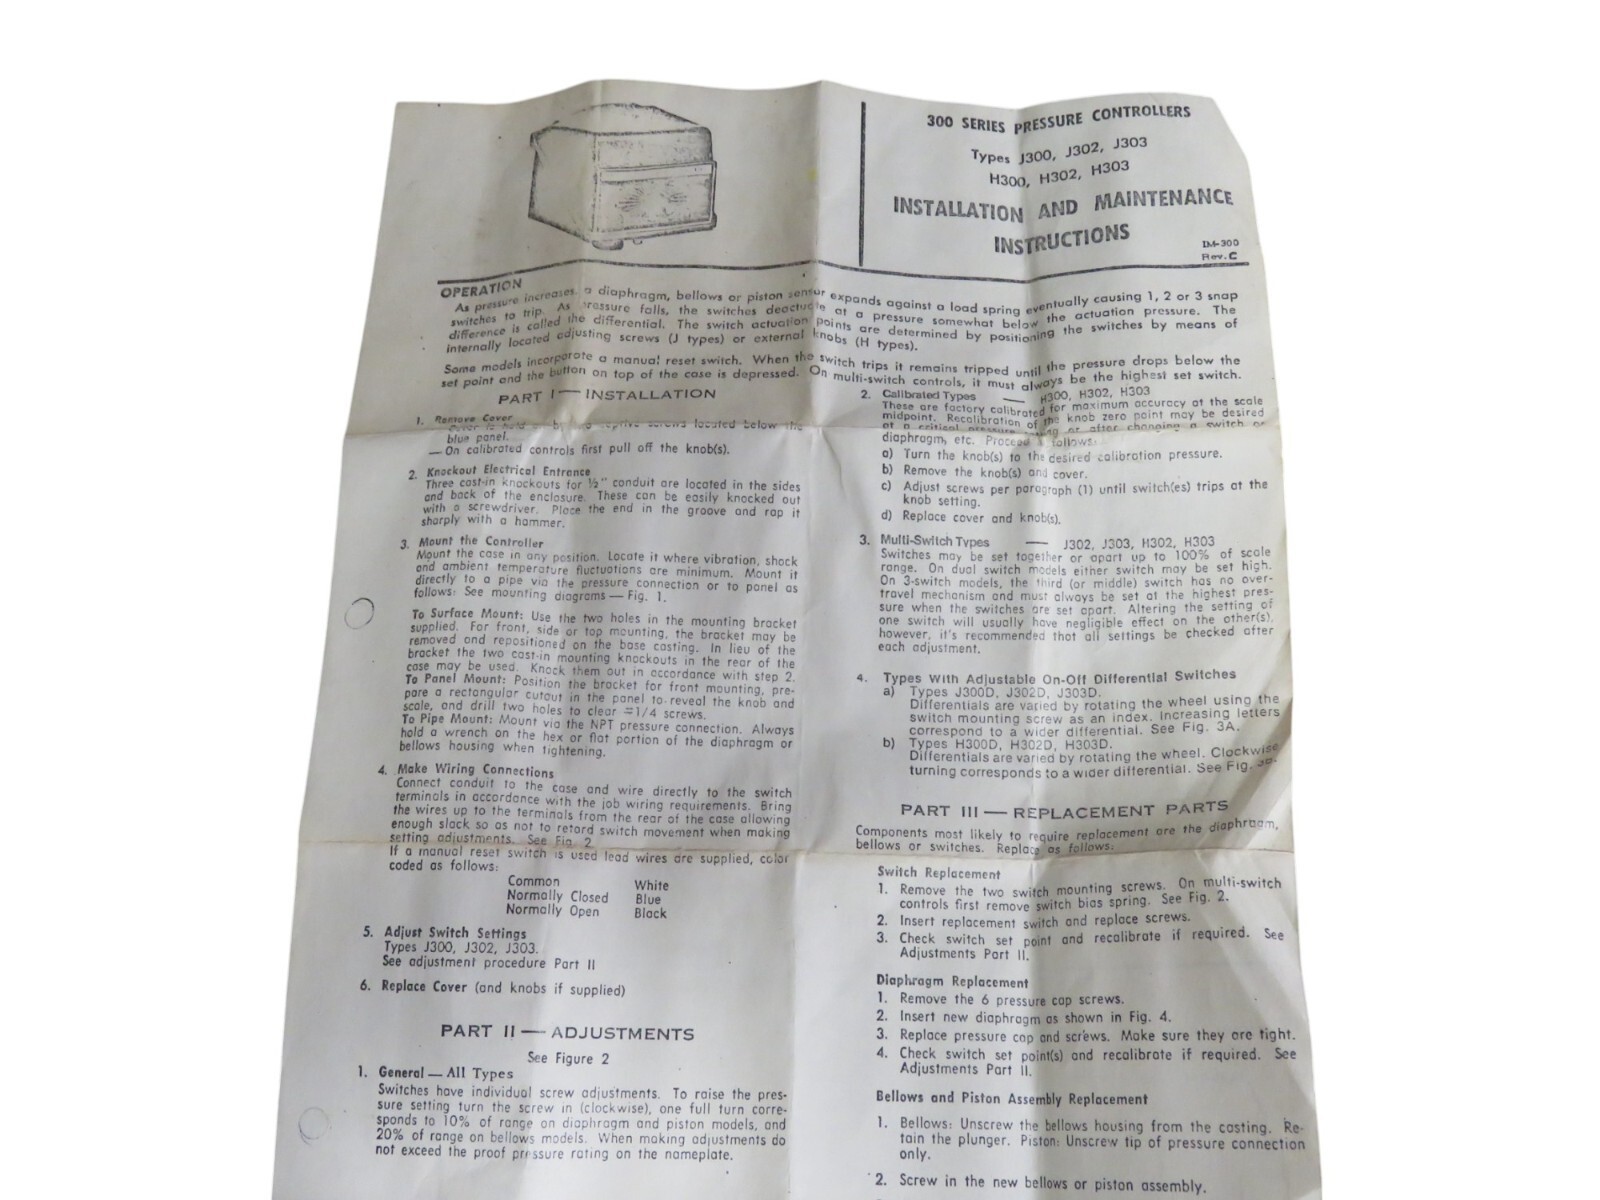 300 SERIES PRESSURE CONTROLLERS
Types J300, J302, J303
H300, H302, H303
INSTALLATION AND MAINTENANCE
INSTRUCTIONS
IM-300
Rev. C
OPERATION
As pressure increases, a diaphragm, bellows or piston sensor expands against a load spring eventually causing 1, 2 or 3 snap
switches to trip. As pressure falls, the switches deactuate at a pressure somewhat below the actuation pressure. The
difference is called the differential. The switch actuation points are determined by positioning the switches by means of
internally located adjusting screws (J types) or external knobs (H types).
Some models incorporate a manual reset switch. When the switch trips it remains tripped until the pressure drops below the
set point and the button on top of the case is depressed. On multi-switch controls, it must always be the highest set switch.
PART I — INSTALLATION
1. Remove Cover
Cover is held by two captive screws located below the
blue panel.
— On calibrated controls first pull off the knob(s).
2. Knockout Electrical Entrance
Three cast-in knockouts for ½" conduit are located in the sides
and back of the enclosure. These can be easily knocked out
with a screwdriver. Place the end in the groove and rap it
sharply with a hammer.
3. Mount the Controller
Mount the case in any position. Locate it where vibration, shock
and ambient temperature fluctuations are minimum. Mount it
directly to a pipe via the pressure connection or to panel as
follows: See mounting diagrams — Fig. 1.
To Surface Mount: Use the two holes in the mounting bracket
supplied. For front, side or top mounting, the bracket may be
removed and repositioned on the base casting. In lieu of the
bracket the two cast-in mounting knockouts in the rear of the
case may be used. Knock them out in accordance with step 2.
To Panel Mount: Position the bracket for front mounting, pre-
pare a rectangular cutout in the panel to reveal the knob and
scale, and drill two holes to clear =1/4 screws.
To Pipe Mount: Mount via the NPT pressure connection. Always
hold a wrench on the hex or flat portion of the diaphragm or
bellows housing when tightening.
4. Make Wiring Connections
Connect conduit to the case and wire directly to the switch
terminals in accordance with the job wiring requirements. Bring
the wires up to the terminals from the rear of the case allowing
enough slack so as not to retard switch movement when making
setting adjustments. See Fig. 2
If a manual reset switch is used lead wires are supplied, color
coded as follows:
Common White
Normally Closed Blue
Normally Open Black
5. Adjust Switch Settings
Types J300, J302, J303.
See adjustment procedure Part II
6. Replace Cover (and knobs if supplied)
PART II — ADJUSTMENTS
See Figure 2
1. General — All Types
Switches have individual screw adjustments. To raise the pres-
sure setting turn the screw in (clockwise), one full turn corre-
sponds to 10% of range on diaphragm and piston models, and
20% of range on bellows models. When making adjustments do
not exceed the proof pressure rating on the nameplate.
2. Calibrated Types — H300, H302, H303
These are factory calibrated for maximum accuracy at the scale
midpoint. Recalibration of the knob zero point may be desired
at a critical pressure setting or after changing a switch or
diaphragm, etc. Proceed follows:
a) Turn the knob(s) to the desired calibration pressure.
b) Remove the knob(s) and cover.
c) Adjust screws per paragraph (1) until switch(es) trips at the
knob setting.
d) Replace cover and knob(s).
3. Multi-Switch Types — J302, J303, H302, H303
Switches may be set together or apart up to 100% of scale
range. On dual switch models either switch may be set high.
On 3-switch models, the third (or middle) switch has no over-
travel mechanism and must always be set at the highest pres-
sure when the switches are set apart. Altering the setting of
one switch will usually have negligible effect on the other(s),
however, it's recommended that all settings be checked after
each adjustment.
4. Types With Adjustable On-Off Differential Switches
a) Types J300D, J302D, J303D.
Differentials are varied by rotating the wheel using the
switch mounting screw as an index. Increasing letters
correspond to a wider differential. See Fig. 3A.
b) Types H300D, H302D, H303D.
Differentials are varied by rotating the wheel. Clockwise
turning corresponds to a wider differential. See Fig.
PART III — REPLACEMENT PARTS
Components most likely to require replacement are the diaphragm,
bellows or switches. Replace as follows:
Switch Replacement
1. Remove the two switch mounting screws. On multi-switch
controls first remove switch bias spring. See Fig. 2.
2. Insert replacement switch and replace screws.
3. Check switch set point and recalibrate if required. See
Adjustments Part II.
Diaphragm Replacement
1. Remove the 6 pressure cap screws.
2. Insert new diaphragm as shown in Fig. 4.
3. Replace pressure cap and screws. Make sure they are tight.
4. Check switch set point(s) and recalibrate if required. See
Adjustments Part II.
Bellows and Piston Assembly Replacement
1. Bellows: Unscrew the bellows housing from the casting. Re-
tain the plunger. Piston: Unscrew tip of pressure connection
only.
2. Screw in the new bellows or piston assembly.